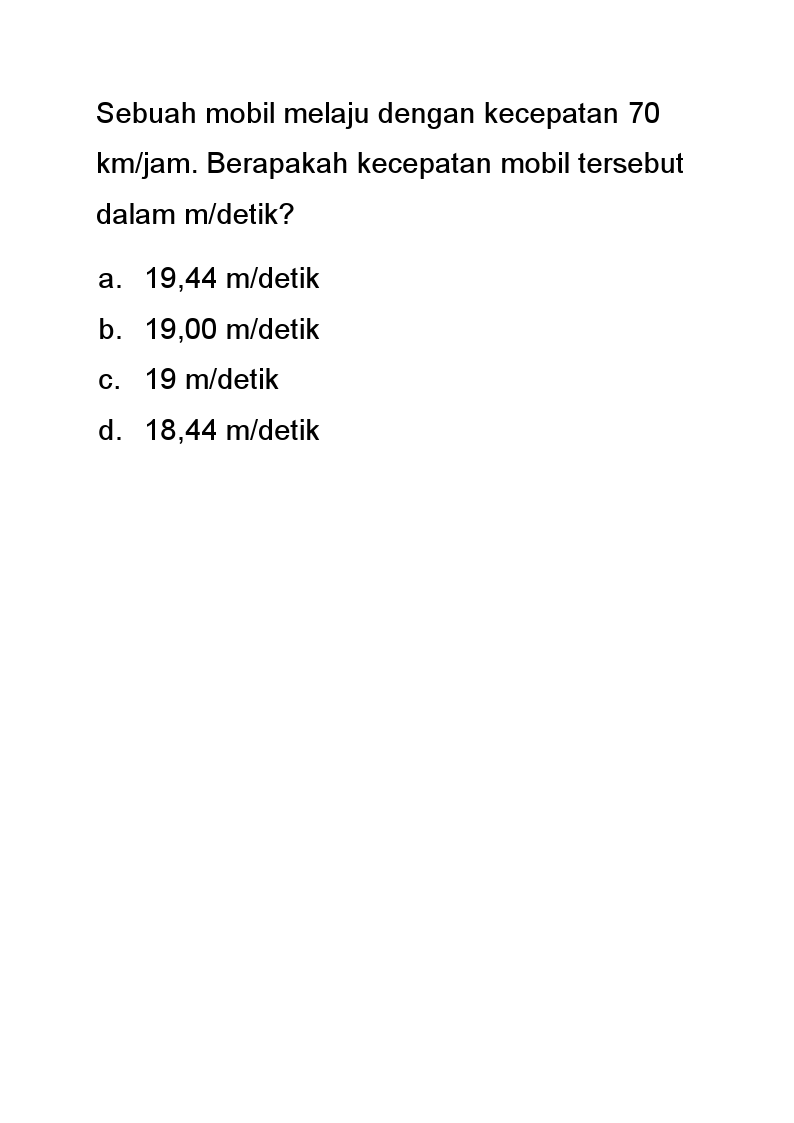 Sebuah mobil melaju dengan kecepatan 70
km/jam. Berapakah kecepatan mobil tersebut
dalam m/detik?
a. 19,44 m/detik
b. 19,00 m/detik
c. 19 m/detik
d. 18,44 m/detik